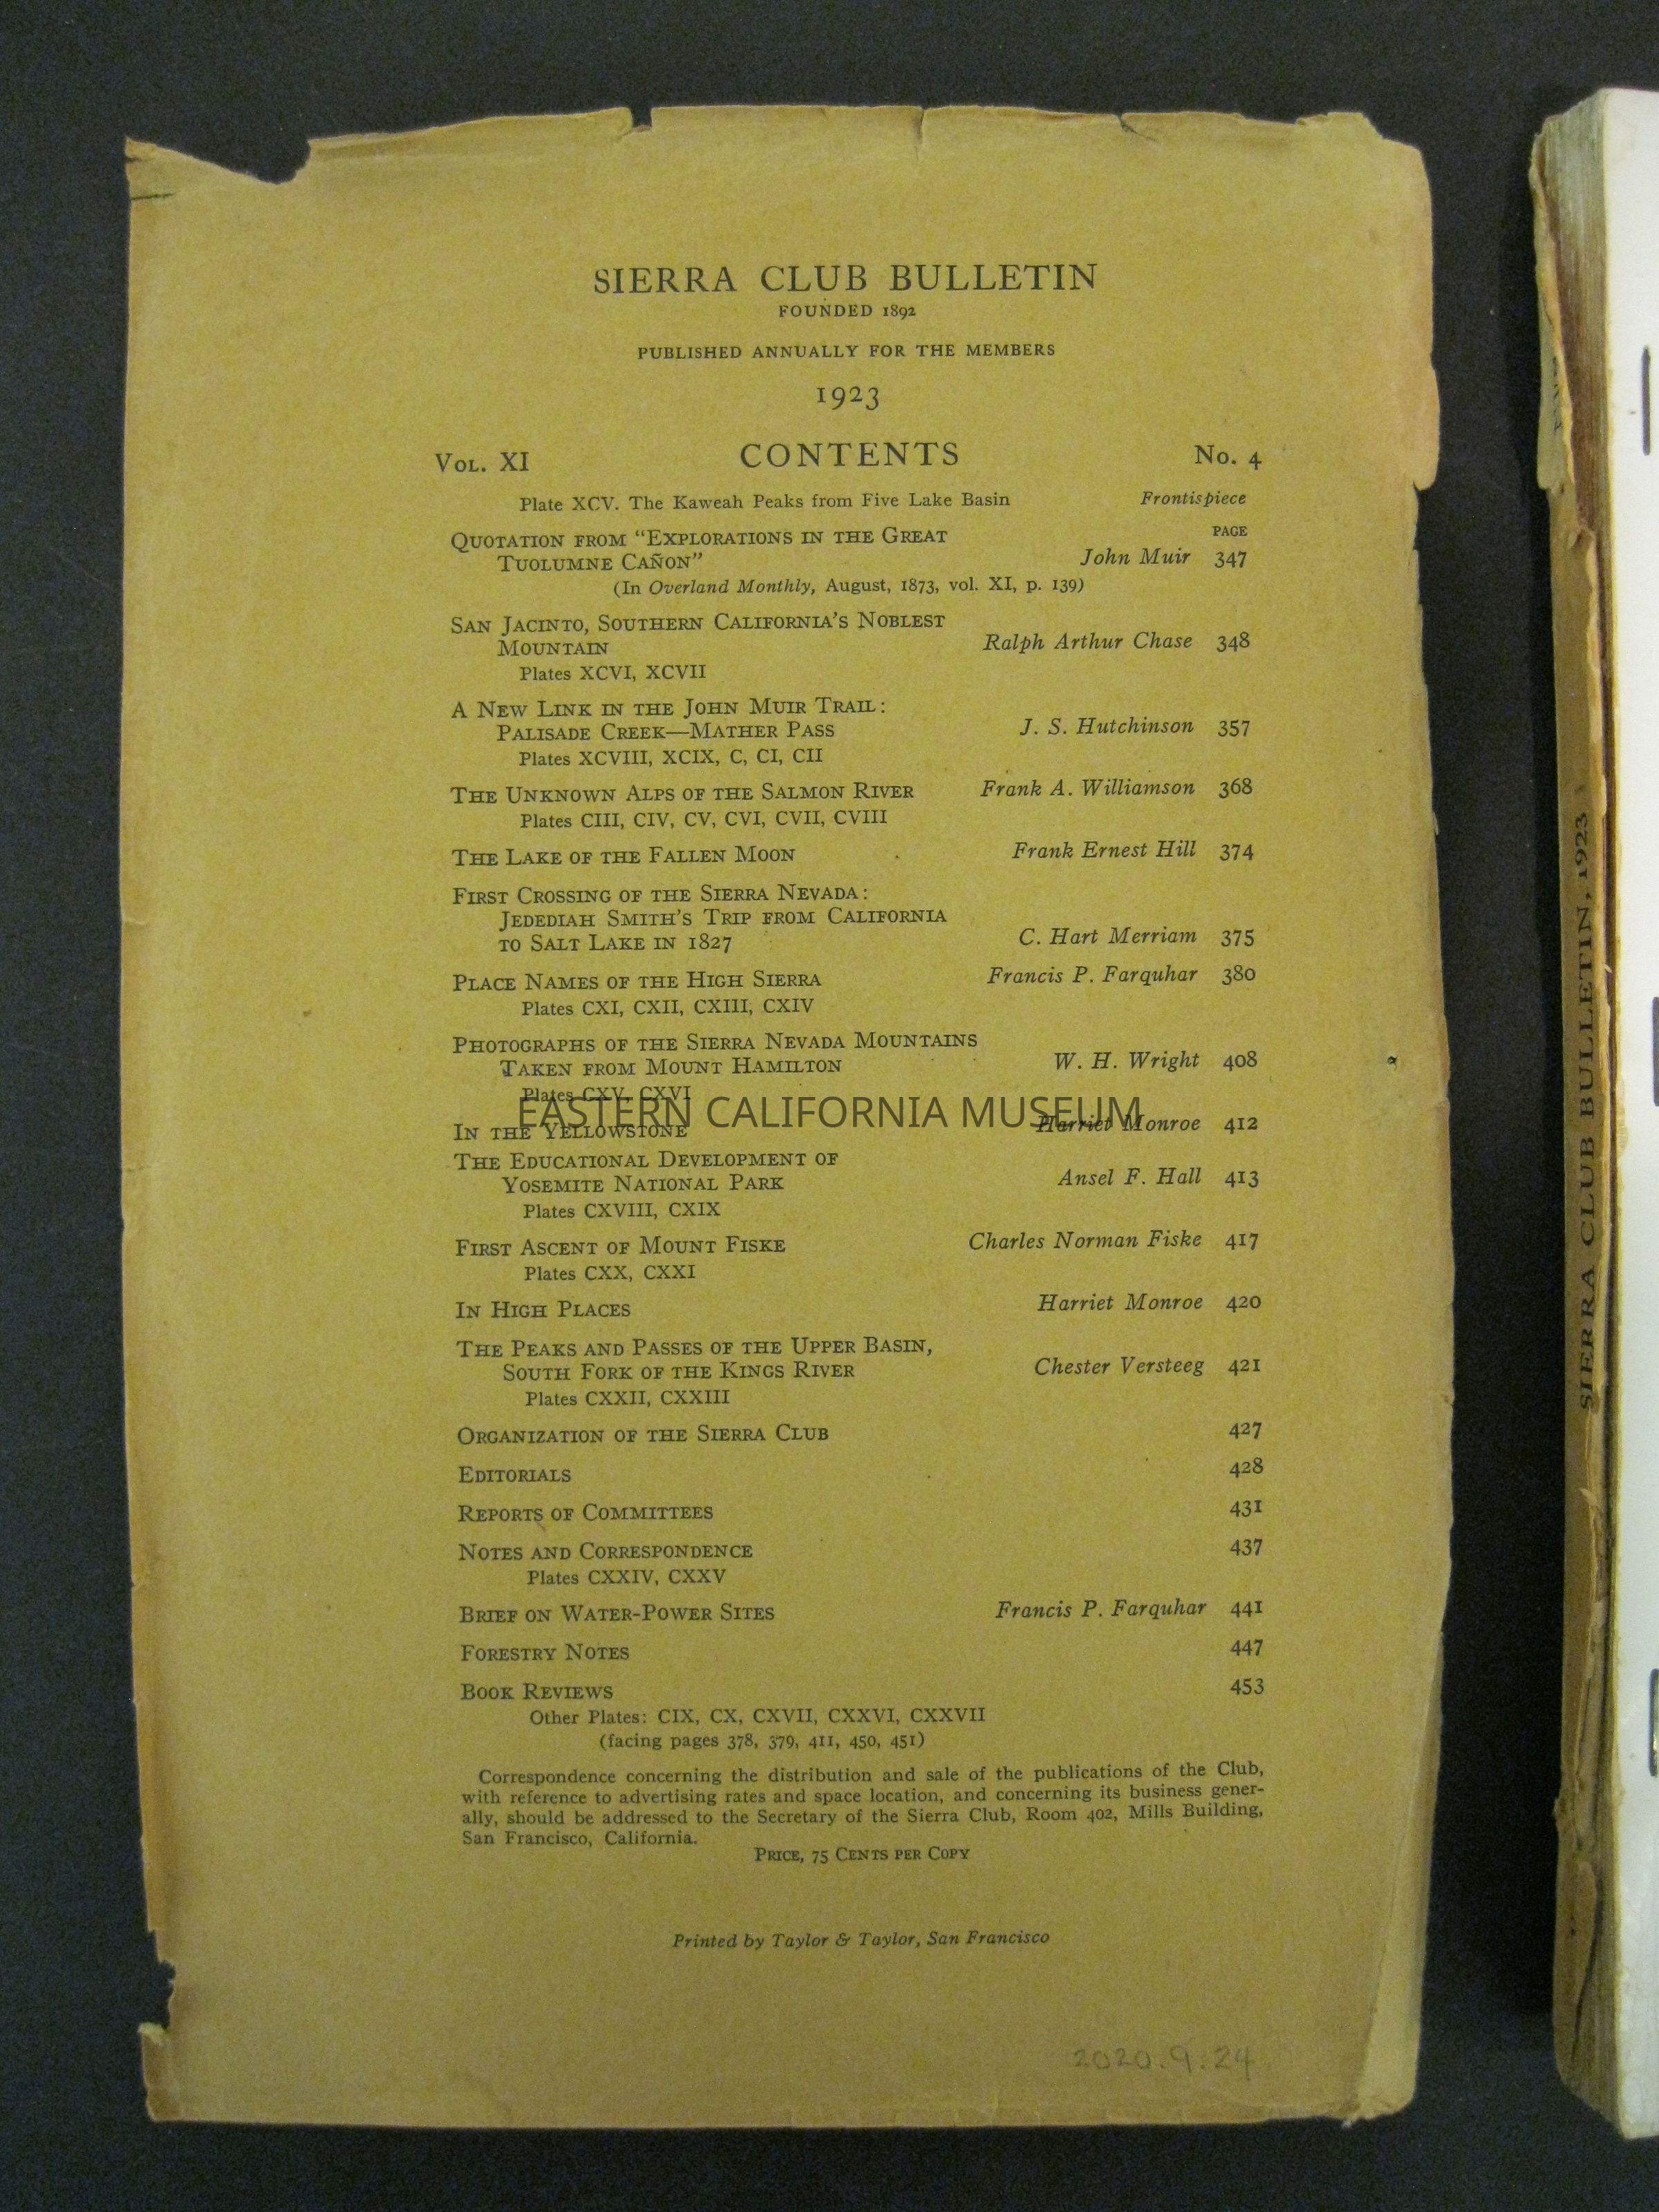 SIERRA CLUB BULLETIN
FOUNDED 1892
PUBLISHED ANNUALLY FOR THE MEMBERS
1923
VOL. XI CONTENTS No. 4
Plate XCV. The Kaweah Peaks from Five Lake Basin Frontispiece
PAGE
QUOTATION FROM “EXPLORATIONS IN THE GREAT
TUOLUMNE CAÑON” John Muir 347
(In Overland Monthly, August, 1873, vol. XI, p. 139)
SAN JACINTO, SOUTHERN CALIFORNIA'S NOBLEST
MOUNTAIN Ralph Arthur Chase 348
Plates XCVI, XCVII
A NEW LINK IN THE JOHN MUIR TRAIL:
PALISADE CREEK—MATHER PASS J. S. Hutchinson 357
Plates XCVIII, XCIX, C, CI, CII
THE UNKNOWN ALPS OF THE SALMON RIVER Frank A. Williamson 368
Plates CIII, CIV, CV, CVI, CVII, CVIII
THE LAKE OF THE FALLEN MOON Frank Ernest Hill 374
FIRST CROSSING OF THE SIERRA NEVADA:
JEDEDIAH SMITH'S TRIP FROM CALIFORNIA
TO SALT LAKE IN 1827 C. Hart Merriam 375
PLACE NAMES OF THE HIGH SIERRA Francis P. Farquhar 380
Plates CXI, CXII, CXIII, CXIV
PHOTOGRAPHS OF THE SIERRA NEVADA MOUNTAINS
TAKEN FROM MOUNT HAMILTON W. H. Wright 408
Plates CXV, CXVI
EASTERN CALIFORNIA MUSEUM
IN THE YELLOWSTONE Harriet Monroe 412
THE EDUCATIONAL DEVELOPMENT OF
YOSEMITE NATIONAL PARK Ansel F. Hall 413
Plates CXVIII, CXIX
FIRST ASCENT OF MOUNT FISKE Charles Norman Fiske 417
Plates CXX, CXXI
IN HIGH PLACES Harriet Monroe 420
THE PEAKS AND PASSES OF THE UPPER BASIN,
SOUTH FORK OF THE KINGS RIVER Chester Versteeg 421
Plates CXXII, CXXIII
ORGANIZATION OF THE SIERRA CLUB 427
EDITORIALS 428
REPORTS OF COMMITTEES 431
NOTES AND CORRESPONDENCE 437
Plates CXXIV, CXXV
BRIEF ON WATER-POWER SITES Francis P. Farquhar 441
FORESTRY NOTES 447
BOOK REVIEWS 453
Other Plates: CIX, CX, CXVII, CXXVI, CXXVII
(facing pages 378, 379, 411, 450, 451)
Correspondence concerning the distribution and sale of the publications of the Club,
with reference to advertising rates and space location, and concerning its business gener-
ally, should be addressed to the Secretary of the Sierra Club, Room 402, Mills Building,
San Francisco, California.
PRICE, 75 CENTS PER COPY
Printed by Taylor & Taylor, San Francisco
2020.9.24
SIERRA CLUB BULLETIN, 1923